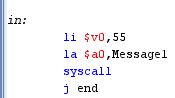 in:
li $v0,55
la $a0,Message1
syscall
j end